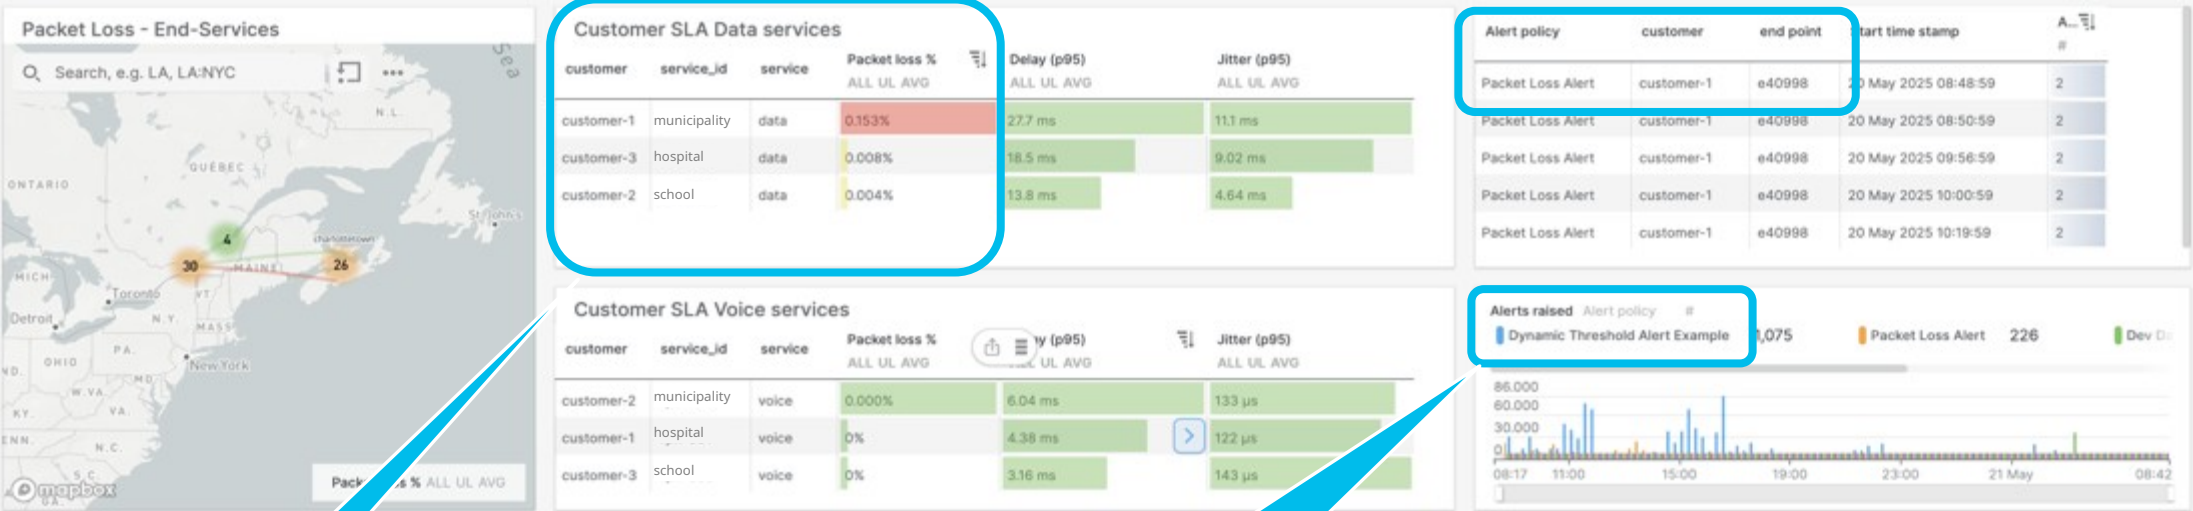 Packet Loss - End-Services
Search, e.g. LA, LA:NYC
Sea
N.L.
QUÉBEC
ONTARIO
St. John's
4
Charlottetown
30
MAINE
26
MICH
Toronto
VT
Detroit
N.Y.
MASS
PA.
OHIO
New York
ND.
MD
W.VA.
KY.
VA.
ENN.
N.C.
S.C.
GA.
mapbox
% ALL UL AVG
Customer SLA Data services
customer service_id service Packet loss % Delay (p95) Jitter (p95)
ALL UL AVG ALL UL AVG ALL UL AVG
customer-1 municipality data 0.153% 27.7 ms 11.1 ms
customer-3 hospital data 0.008% 18.5 ms 9.02 ms
customer-2 school data 0.004% 13.8 ms 4.64 ms
Customer SLA Voice services
customer service_id service Packet loss % (p95) Jitter (p95)
ALL UL AVG UL AVG ALL UL AVG
customer-2 municipality voice 0.000% 6.04 ms 133 µs
customer-1 hospital voice 0% 4.38 ms 122 µs
customer-3 school voice 0% 3.16 ms 143 µs
Alert policy customer end point tart time stamp A...
#
Packet Loss Alert customer-1 e40998 20 May 2025 08:48:59 2
Packet Loss Alert customer-1 e40998 20 May 2025 08:50:59 2
Packet Loss Alert customer-1 e40998 20 May 2025 09:56:59 2
Packet Loss Alert customer-1 e40998 20 May 2025 10:00:59 2
Packet Loss Alert customer-1 e40998 20 May 2025 10:19:59 2
Alerts raised Alert policy #
Dynamic Threshold Alert Example 1,075 Packet Loss Alert 226 Dev
86.000
60.000
30.000
0
08:17 11:00 15:00 19:00 23:00 21 May 08:42